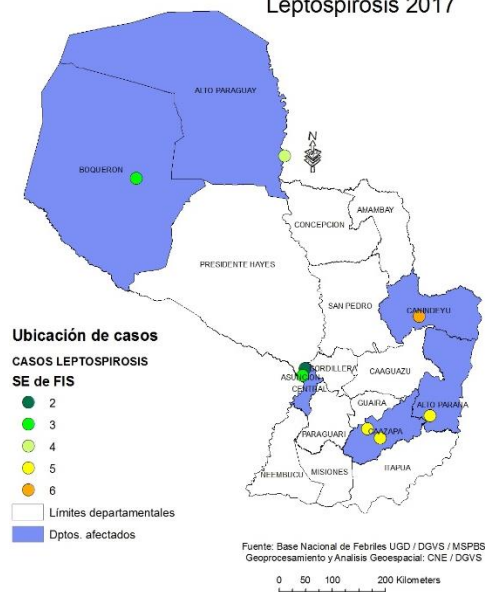 Leptospirosis 2017
ALTO PARAGUAY
N
BOQUERON
AMAMBAY
CONCEPCION
PRESIDENTE HAYES
SAN PEDRO
CANINDEYU
CORDILLERA
ASUNCION
CAAGUAZU
CENTRAL
GUAIRA
ALTO PARANA
CAAZAPA
PARAGUARI
ITAPUA
ÑEEMBUCU
MISIONES
Ubicación de casos
CASOS LEPTOSPIROSIS
SE de FIS
2
3
4
5
6
Límites departamentales
Dptos. afectados
Fuente: Base Nacional de Febriles UGD / DGVS / MSPBS
Geoprocesamiento y Analisis Geoespacial: CNE / DGVS
0 50 100 200 Kilometers